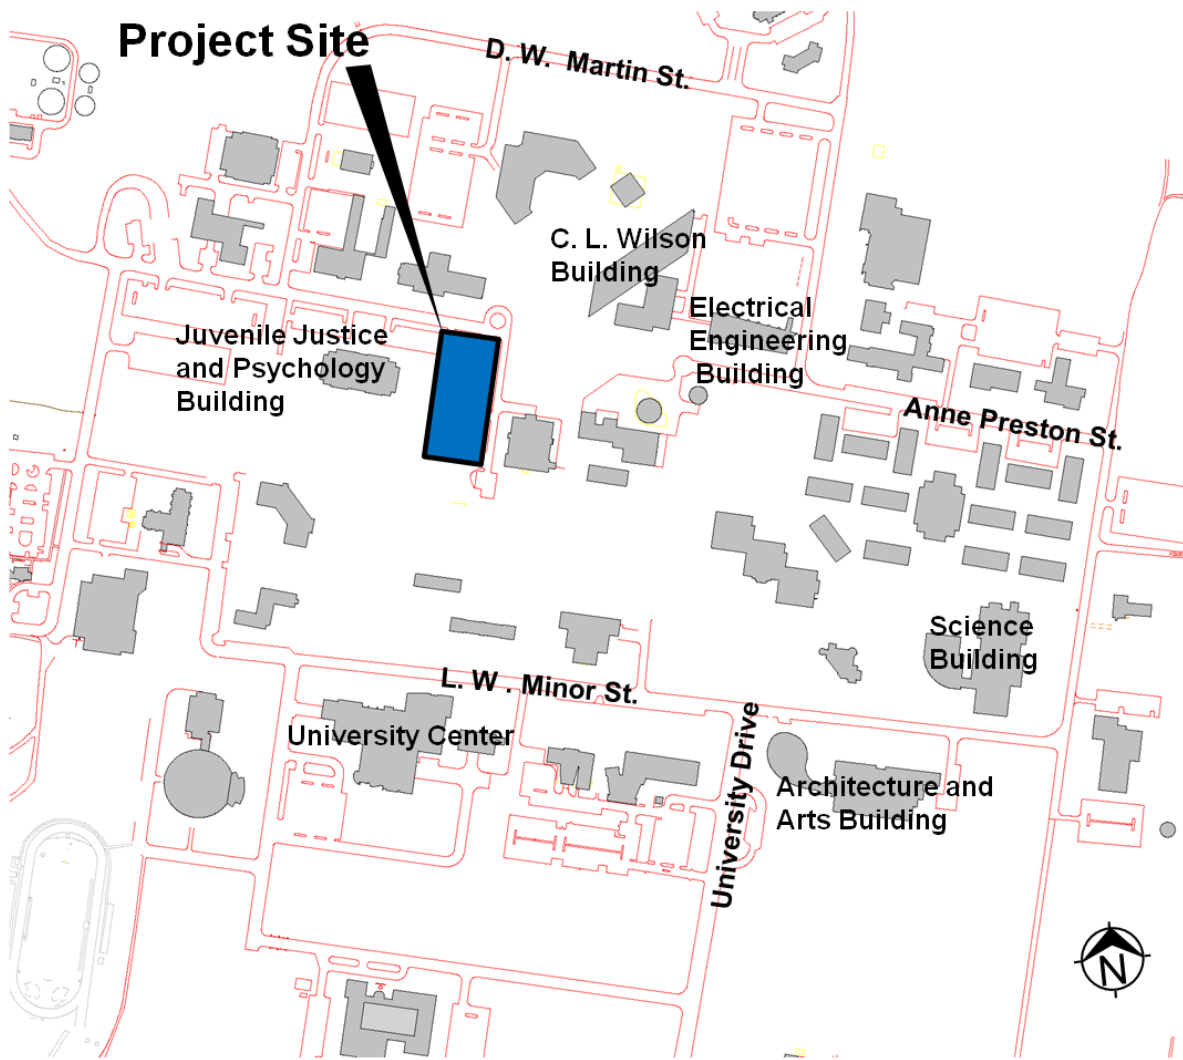 Project Site
D. W. Martin St.
C. L. Wilson
Building
Electrical
Engineering
Building
Juvenile Justice
and Psychology
Building
Anne Preston St.
Science
Building
L. W . Minor St.
University Center
University Drive
Architecture and
Arts Building
N